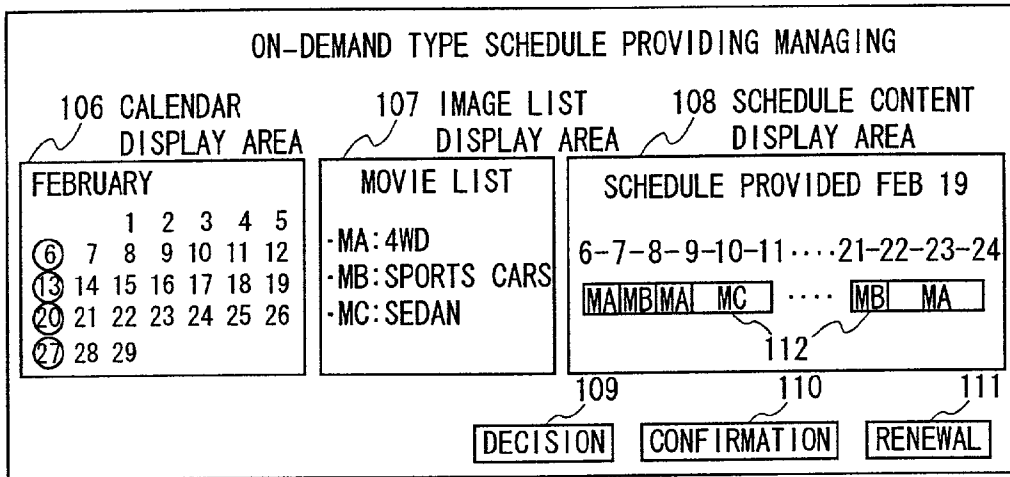 ON-DEMAND TYPE SCHEDULE PROVIDING MANAGING
106 CALENDAR DISPLAY AREA
107 IMAGE LIST DISPLAY AREA
108 SCHEDULE CONTENT DISPLAY AREA
FEBRUARY
1 2 3 4 5
6 7 8 9 10 11 12
13 14 15 16 17 18 19
20 21 22 23 24 25 26
27 28 29
MOVIE LIST
·MA:4WD
·MB:SPORTS CARS
·MC:SEDAN
SCHEDULE PROVIDED FEB 19
6-7-8-9-10-11 ····21-22-23-24
MA MB MA MC ···· MB MA
112
109 110 111
DECISION CONFIRMATION RENEWAL